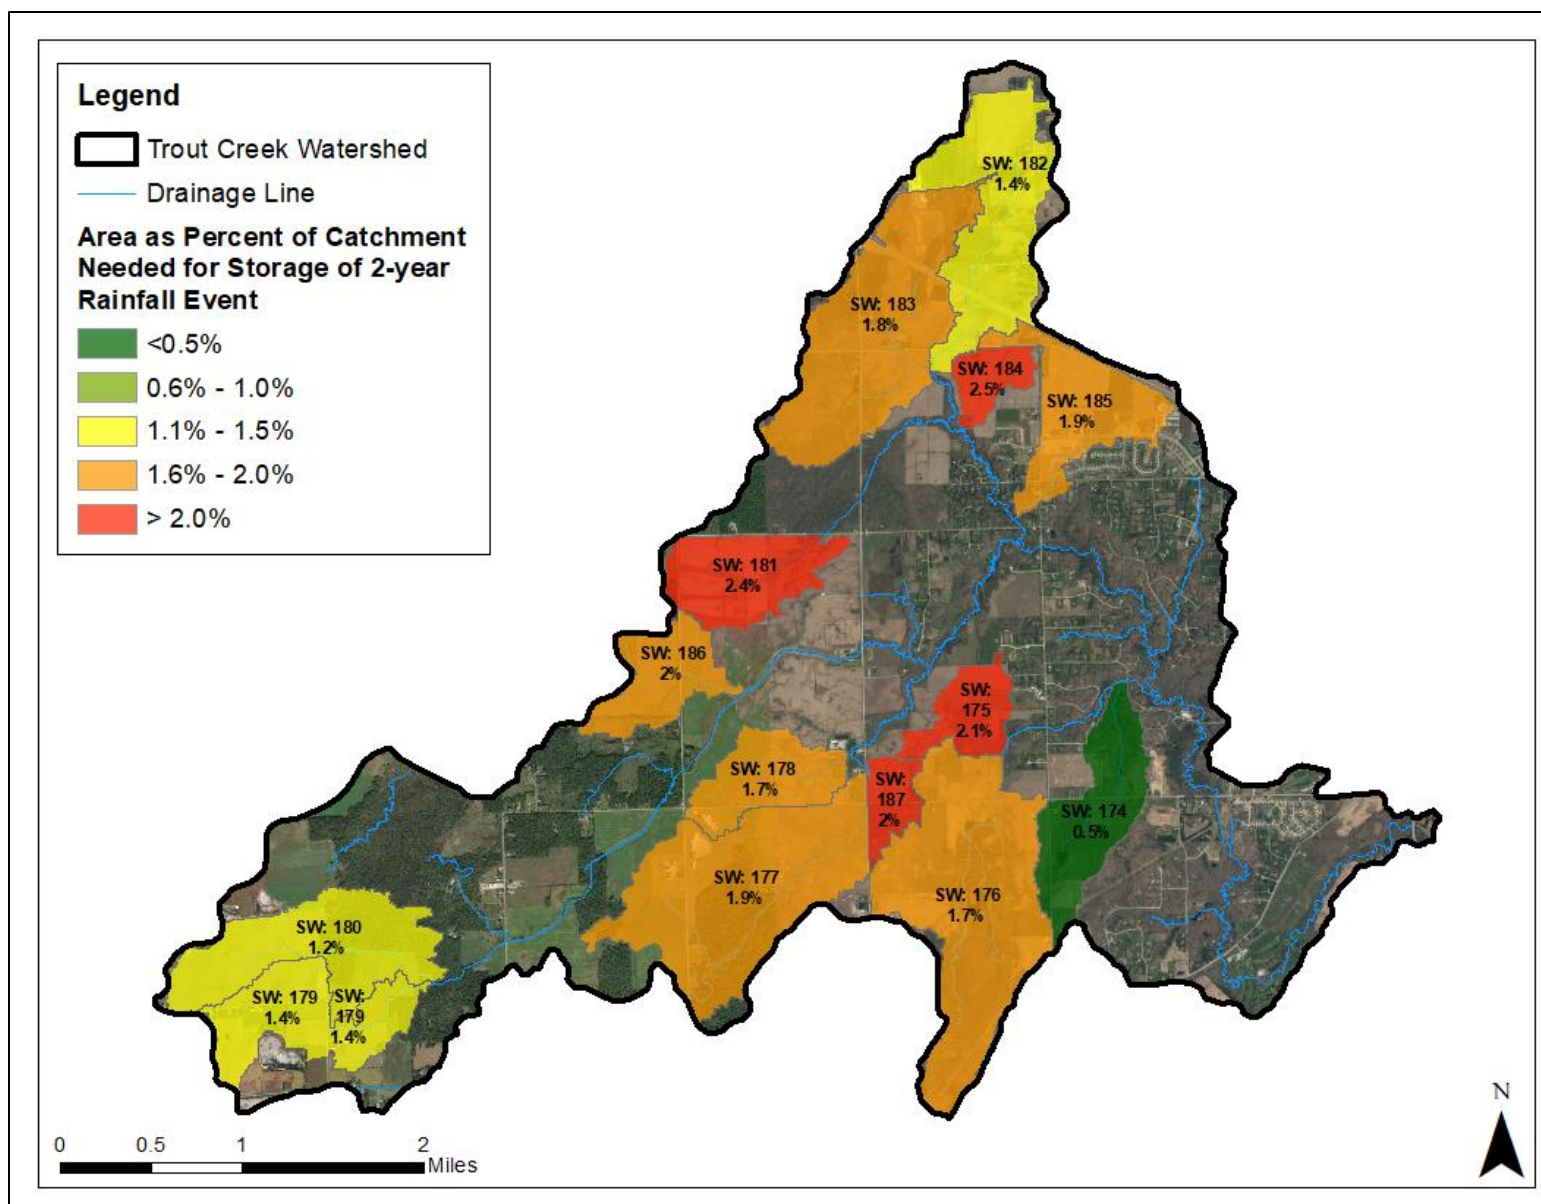 Legend
Trout Creek Watershed
Drainage Line
Area as Percent of Catchment
Needed for Storage of 2-year
Rainfall Event
<0.5%
0.6% - 1.0%
1.1% - 1.5%
1.6% - 2.0%
> 2.0%
SW: 182
1.4%
SW: 183
1.8%
SW: 184
2.5%
SW: 185
1.9%
SW: 181
2.4%
SW: 186
2%
SW:
175
2.1%
SW: 178
1.7%
SW:
187
2%
SW: 174
0.5%
SW: 177
1.9%
SW: 176
1.7%
SW: 180
1.2%
SW: 179
1.4%
SW:
179
1.4%
0 0.5 1 2
Miles
N